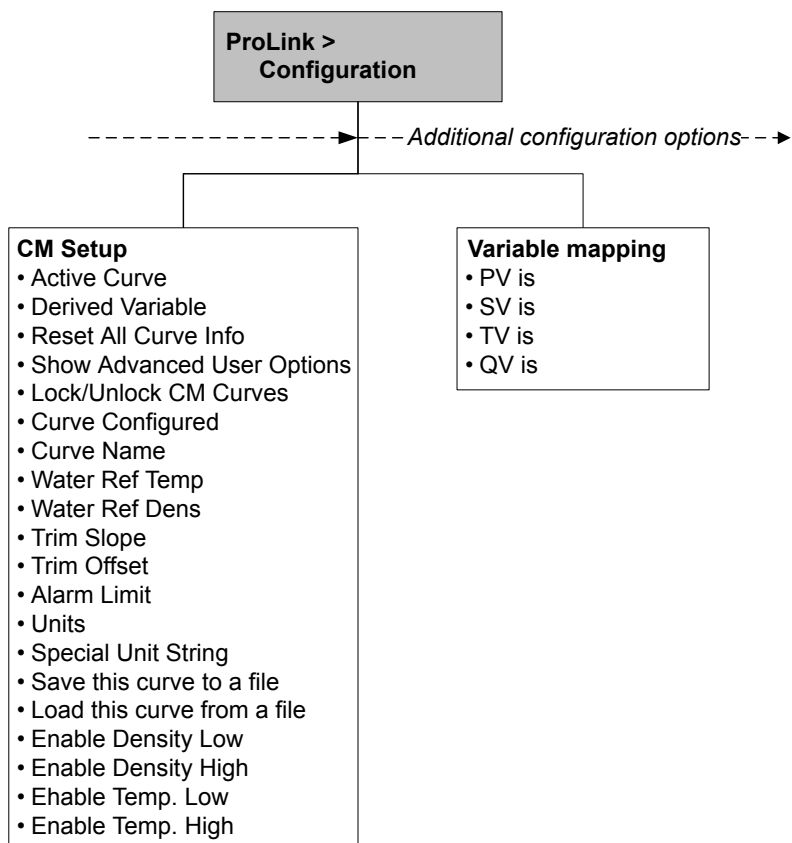 ProLink >
Configuration
Additional configuration options
CM Setup
• Active Curve
• Derived Variable
• Reset All Curve Info
• Show Advanced User Options
• Lock/Unlock CM Curves
• Curve Configured
• Curve Name
• Water Ref Temp
• Water Ref Dens
• Trim Slope
• Trim Offset
• Alarm Limit
• Units
• Special Unit String
• Save this curve to a file
• Load this curve from a file
• Enable Density Low
• Enable Density High
• Ehable Temp. Low
• Enable Temp. High
Variable mapping
• PV is
• SV is
• TV is
• QV is